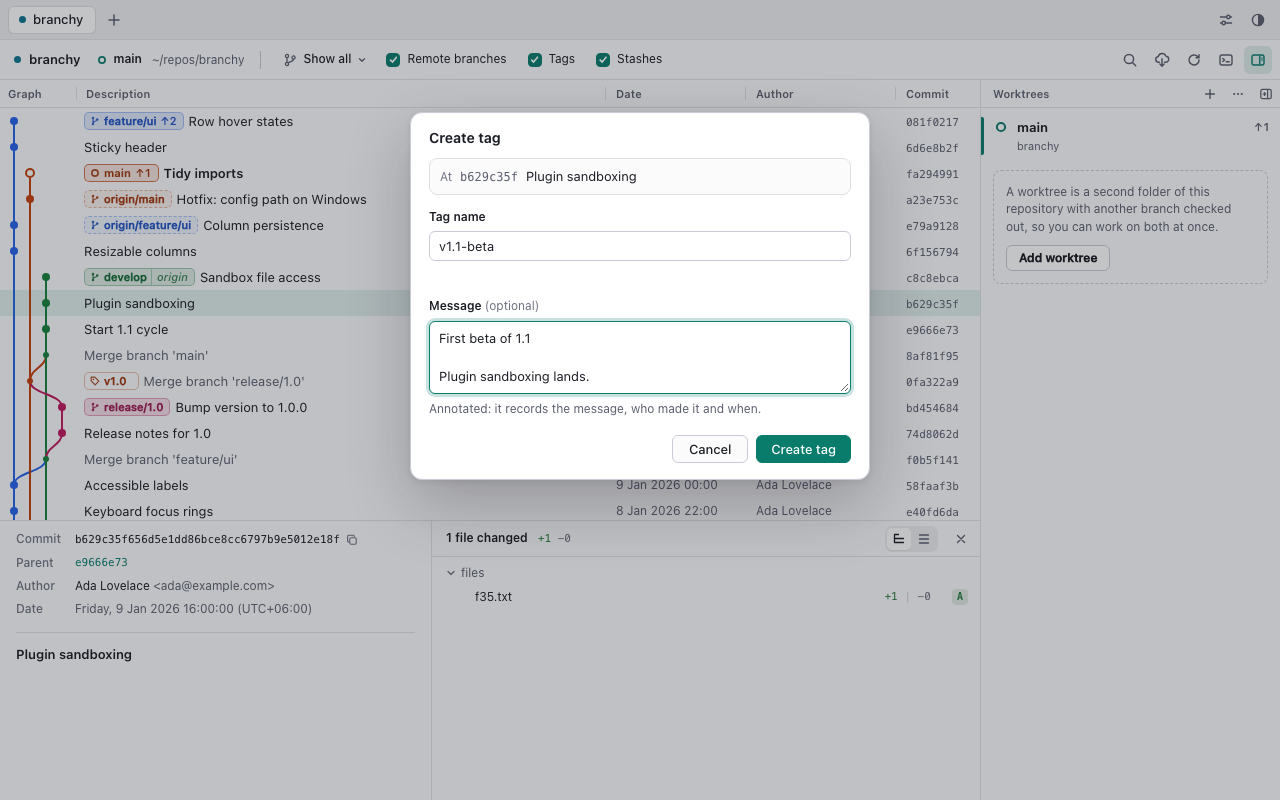 branchy
branchy main ~/repos/branchy Show all Remote branches Tags Stashes
Graph Description Date Author Commit Worktrees
feature/ui ↑2 Row hover states 081f0217
Sticky header 6d6e8b2f
main ↑1 Tidy imports fa294991
origin/main Hotfix: config path on Windows a23e753c
origin/feature/ui Column persistence e79a9128
Resizable columns 6f156794
develop origin Sandbox file access c8c8ebca
Plugin sandboxing b629c35f
Start 1.1 cycle e9666e73
Merge branch 'main' 8af81f95
v1.0 Merge branch 'release/1.0' 0fa322a9
release/1.0 Bump version to 1.0.0 bd454684
Release notes for 1.0 74d8062d
Merge branch 'feature/ui' f0b5f141
Accessible labels 9 Jan 2026 00:00 Ada Lovelace 58faaf3b
Keyboard focus rings 8 Jan 2026 22:00 Ada Lovelace e40fd6da
Create tag
At b629c35f Plugin sandboxing
Tag name
v1.1-beta
Message (optional)
First beta of 1.1
Plugin sandboxing lands.
Annotated: it records the message, who made it and when.
Cancel Create tag
main ↑1
branchy
A worktree is a second folder of this
repository with another branch checked
out, so you can work on both at once.
Add worktree
Commit b629c35f656d5e1dd86bce8cc6797b9e5012e18f
Parent e9666e73
Author Ada Lovelace <ada@example.com>
Date Friday, 9 Jan 2026 16:00:00 (UTC+06:00)
Plugin sandboxing
1 file changed +1 −0
files
f35.txt +1 | −0 A